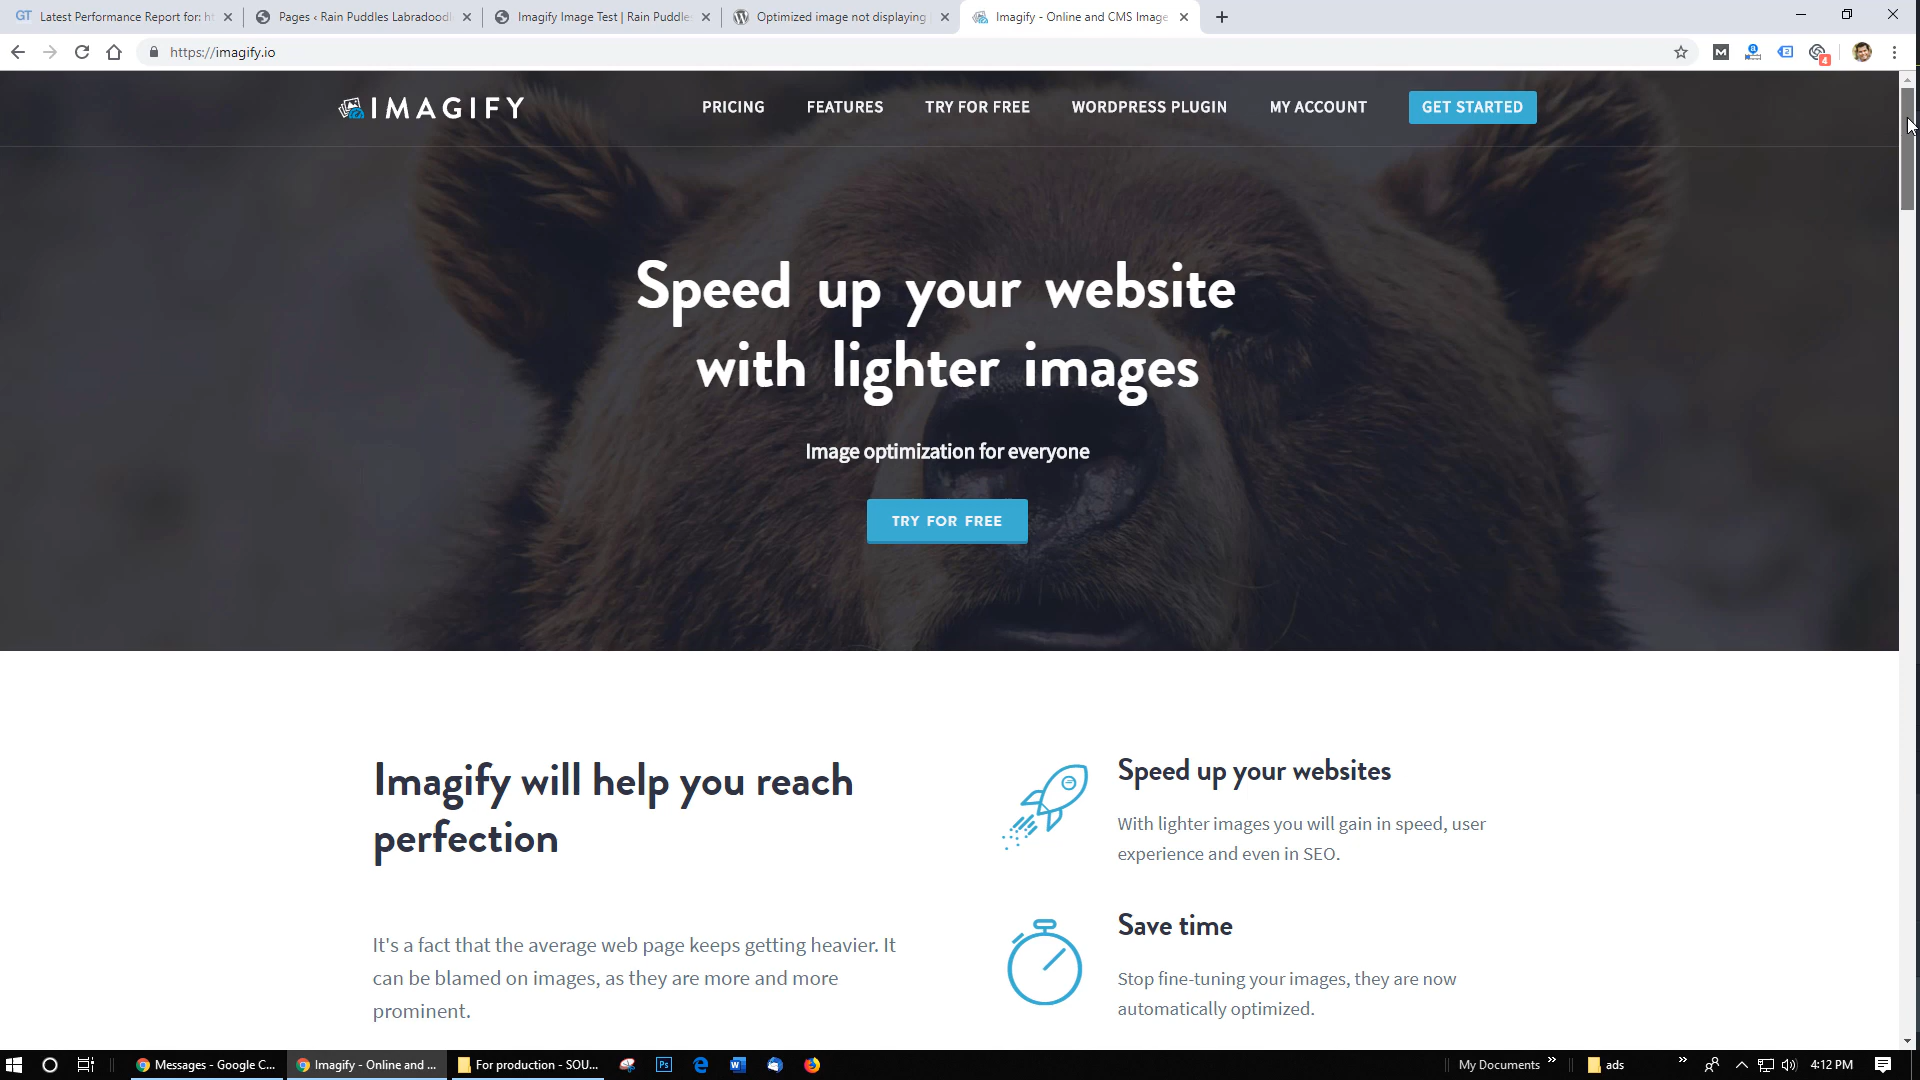 GT Latest Performance Report for: ht
Pages ‹ Rain Puddles Labradoodl
Imagify Image Test | Rain Puddle
Optimized image not displaying
Imagify - Online and CMS Image
https://imagify.io
M
a
2
4
IMAGIFY
PRICING
FEATURES
TRY FOR FREE
WORDPRESS PLUGIN
MY ACCOUNT
GET STARTED
Speed up your website
with lighter images
Image optimization for everyone
TRY FOR FREE
Imagify will help you reach
perfection
It's a fact that the average web page keeps getting heavier. It
can be blamed on images, as they are more and more
prominent.
Speed up your websites
With lighter images you will gain in speed, user
experience and even in SEO.
Save time
Stop fine-tuning your images, they are now
automatically optimized.
Messages - Google C...
Imagify - Online and ...
For production - SOU...
Ps
My Documents
ads
4:12 PM